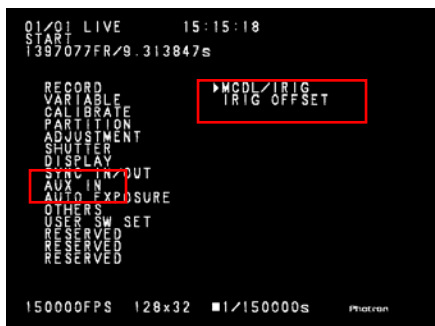 01/01 LIVE 15:15:18
START
1397077FR/9.313847s
RECORD ▶MCDL/IRIG
VARIABLE IRIG OFFSET
CALIBRATE
PARTITION
ADJUSTMENT
SHUTTER
DISPLAY
SYNC IN/OUT
AUX IN
AUTO EXPOSURE
OTHERS
USER SW SET
RESERVED
RESERVED
RESERVED
150000FPS 128x32 ■1/150000s Photron